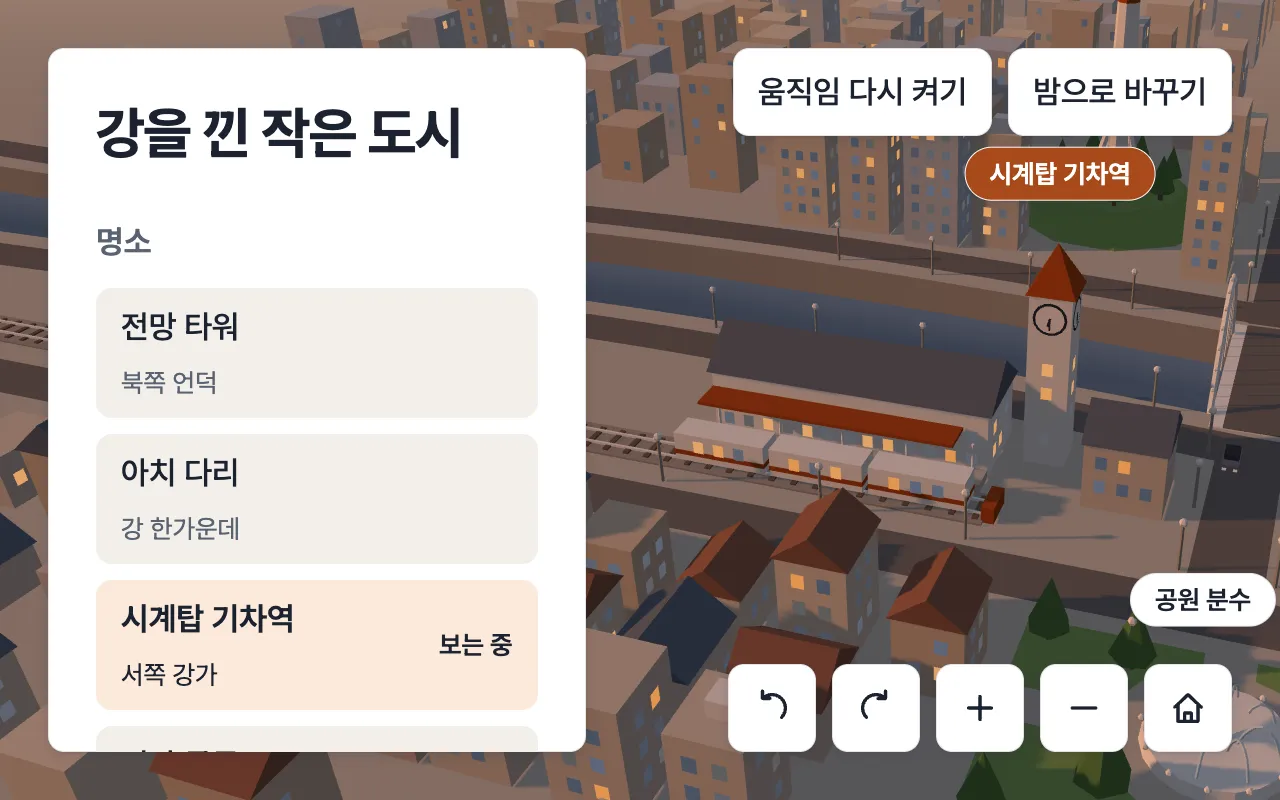 강을 낀 작은 도시
명소
전망 타워
북쪽 언덕
아치 다리
강 한가운데
시계탑 기차역
서쪽 강가
보는 중
움직임 다시 켜기
밤으로 바꾸기
시계탑 기차역
공원 분수